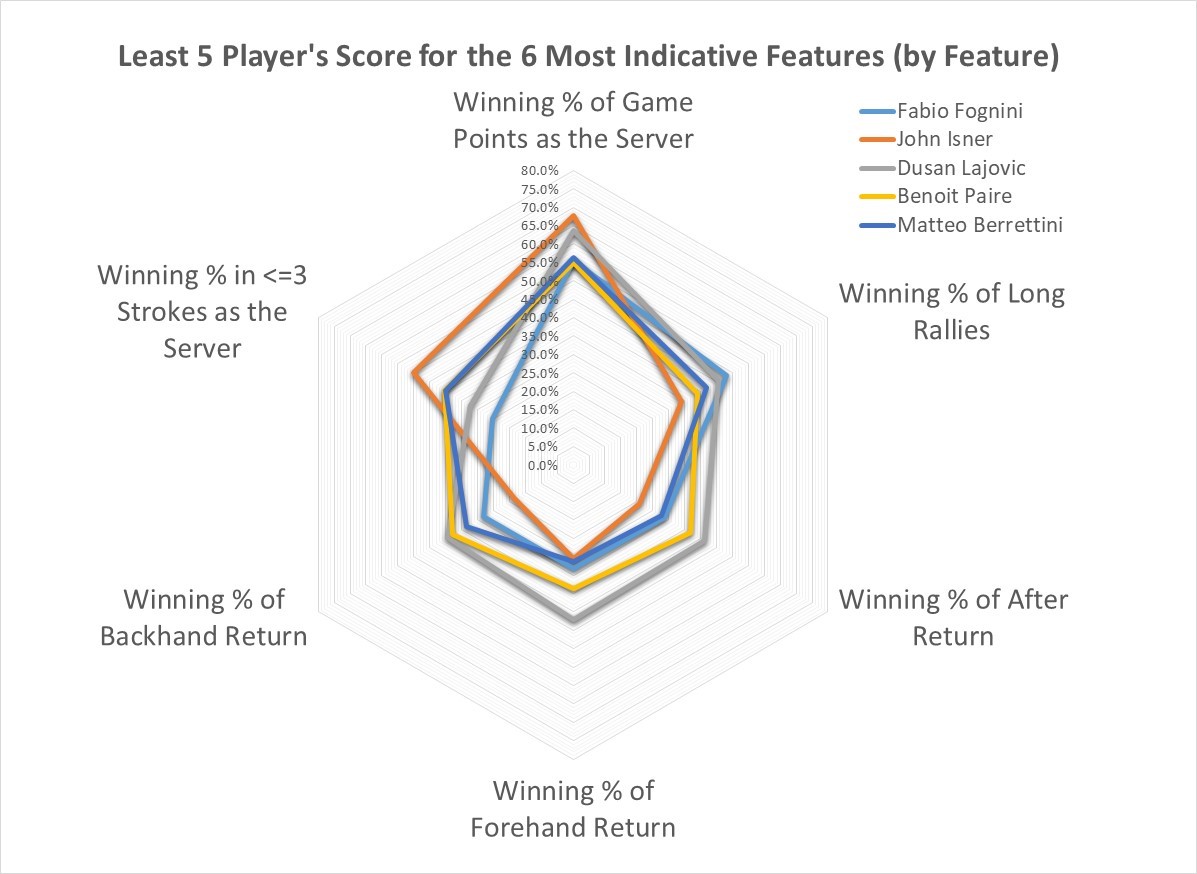 Least 5 Player's Score for the 6 Most Indicative Features (by Feature)
Winning % of Game
Points as the Server
Fabio Fognini
John Isner
Dusan Lajovic
Benoit Paire
Matteo Berrettini
80.0%
75.0%
70.0%
65.0%
60.0%
55.0%
50.0%
45.0%
40.0%
35.0%
30.0%
25.0%
20.0%
15.0%
10.0%
5.0%
0.0%
Winning % of Long
Rallies
Winning % of After
Return
Winning % of
Forehand Return
Winning % of
Backhand Return
Winning % in <=3
Strokes as the
Server